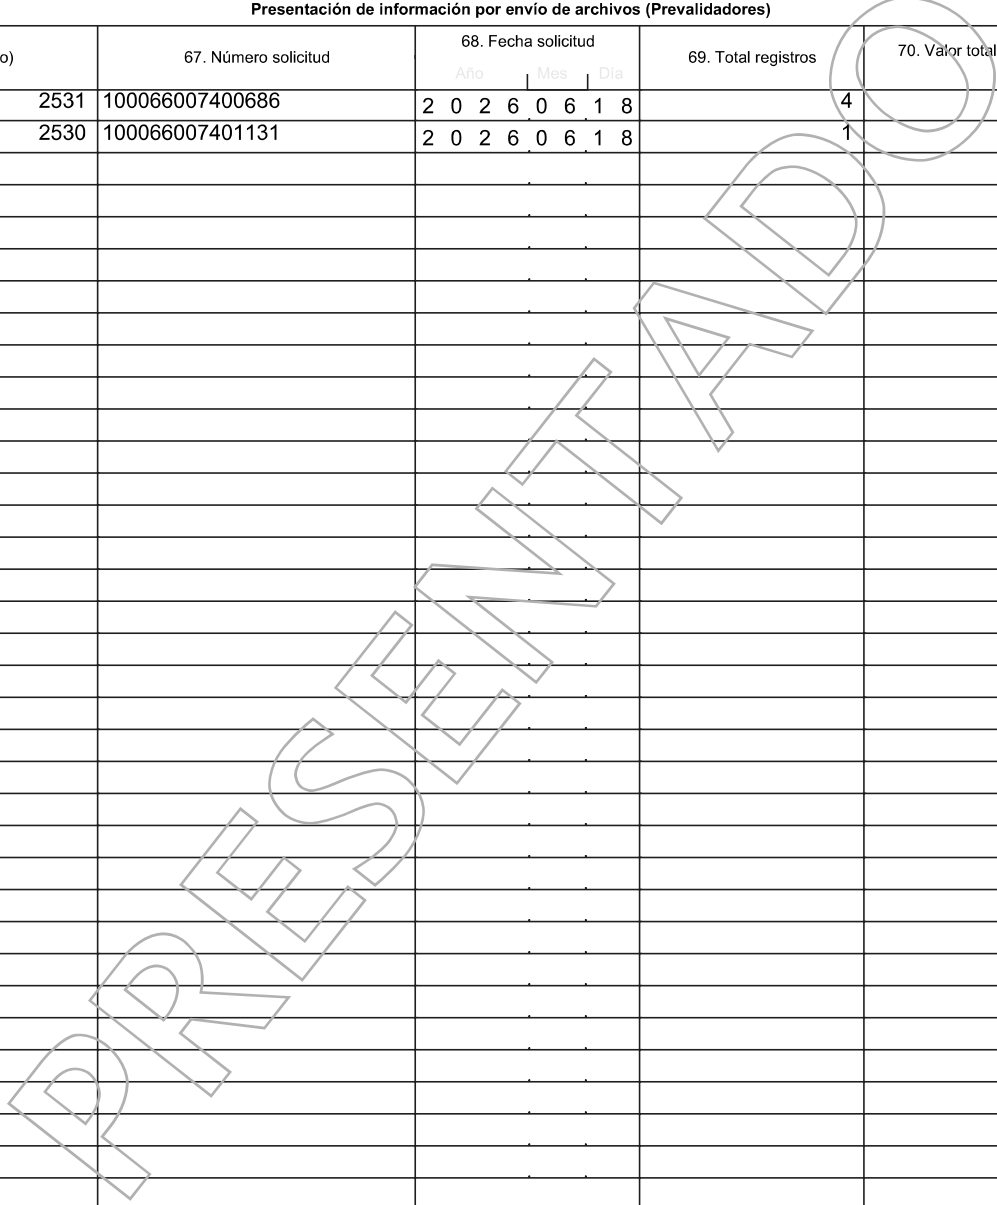 Presentación de información por envío de archivos (Prevalidadores)
o) 67. Número solicitud 68. Fecha solicitud 69. Total registros 70. Valor total
Año Mes Dia
2531 100066007400686 2 0 2 6 0 6 1 8 4
2530 100066007401131 2 0 2 6 0 6 1 8 1
PRESENTADO